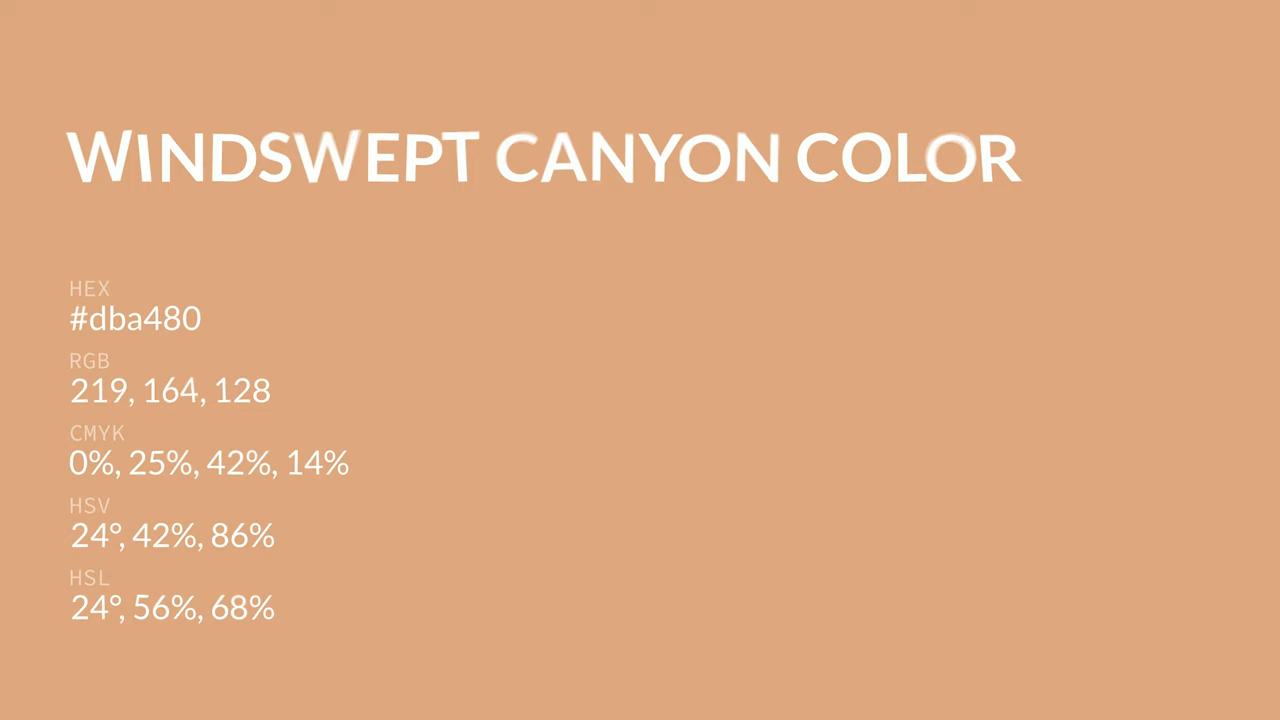 WINDSWEPT CANYON COLOR
HEX
#dba480
RGB
219, 164, 128
CMYK
0%, 25%, 42%, 14%
HSV
24°, 42%, 86%
HSL
24°, 56%, 68%